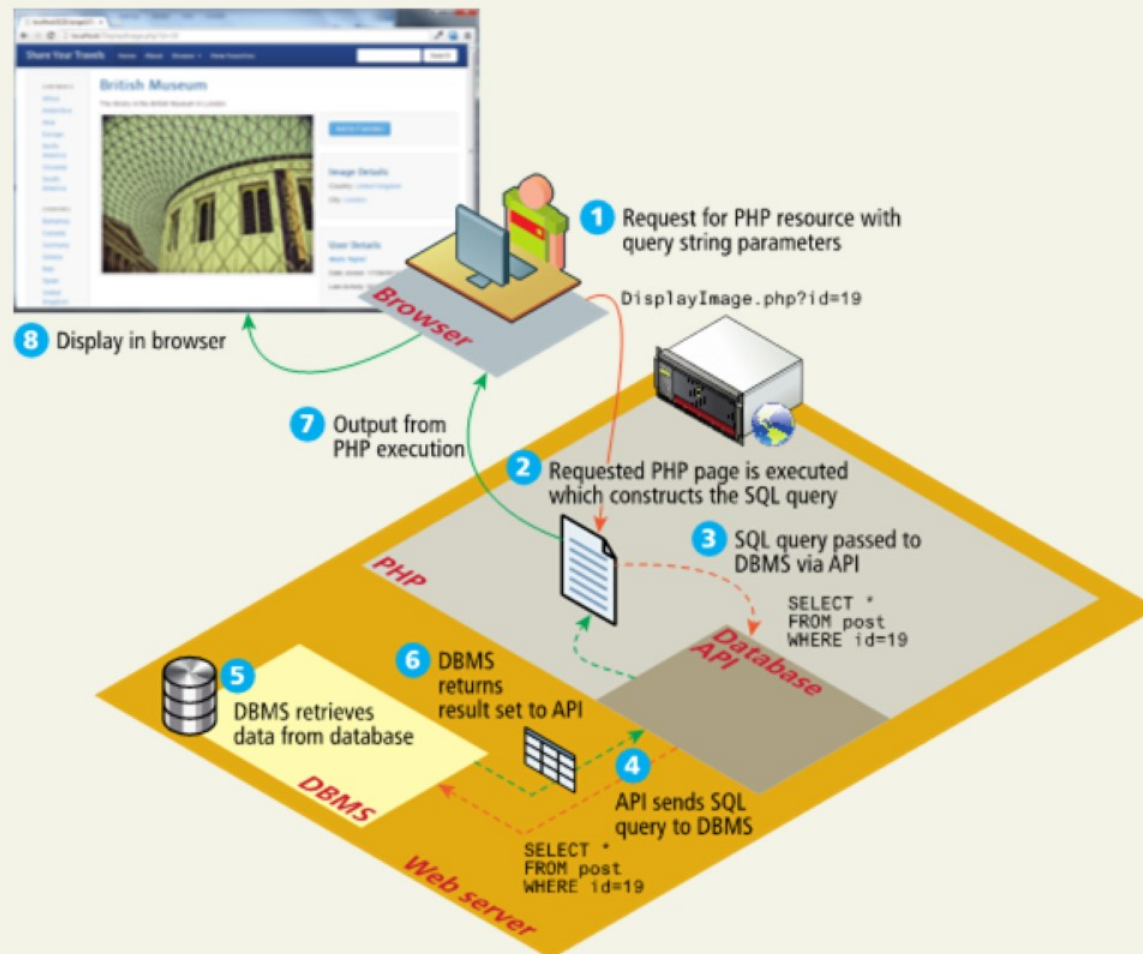 Share Your Travels
British Museum
Image Details
User Details
1 Request for PHP resource with
query string parameters
DisplayImage.php?id=19
Browser
8 Display in browser
7 Output from
PHP execution
2 Requested PHP page is executed
which constructs the SQL query
3 SQL query passed to
DBMS via API
SELECT *
FROM post
WHERE id=19
PHP
Database
API
6 DBMS
returns
result set to API
5
DBMS retrieves
data from database
4
API sends SQL
query to DBMS
DBMS
SELECT *
FROM post
WHERE id=19
Web server